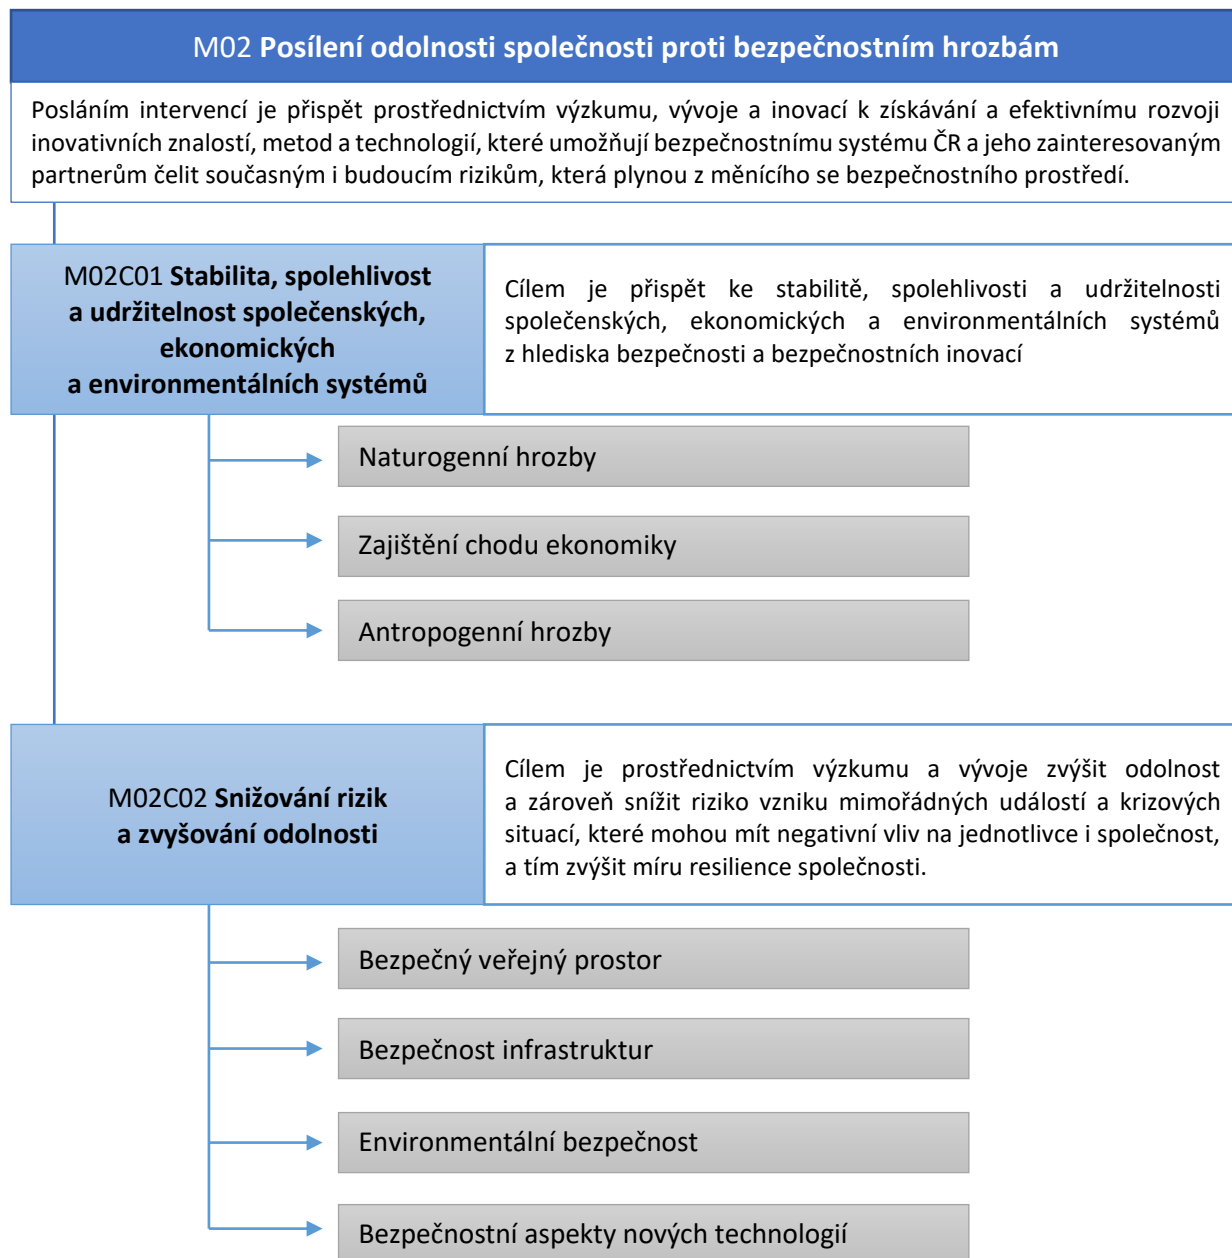 M02 Posílení odolnosti společnosti proti bezpečnostním hrozbám
Posláním intervencí je přispět prostřednictvím výzkumu, vývoje a inovací k získávání a efektivnímu rozvoji
inovativních znalostí, metod a technologií, které umožňují bezpečnostnímu systému ČR a jeho zainteresovaným
partnerům čelit současným i budoucím rizikům, která plynou z měnícího se bezpečnostního prostředí.
M02C01 Stabilita, spolehlivost
a udržitelnost společenských,
ekonomických
a environmentálních systémů
Cílem je přispět ke stabilitě, spolehlivosti a udržitelnosti
společenských, ekonomických a environmentálních systémů
z hlediska bezpečnosti a bezpečnostních inovací
Naturogenní hrozby
Zajištění chodu ekonomiky
Antropogenní hrozby
M02C02 Snižování rizik
a zvyšování odolnosti
Cílem je prostřednictvím výzkumu a vývoje zvýšit odolnost
a zároveň snížit riziko vzniku mimořádných událostí a krizových
situací, které mohou mít negativní vliv na jednotlivce i společnost,
a tím zvýšit míru resilience společnosti.
Bezpečný veřejný prostor
Bezpečnost infrastruktur
Environmentální bezpečnost
Bezpečnostní aspekty nových technologií